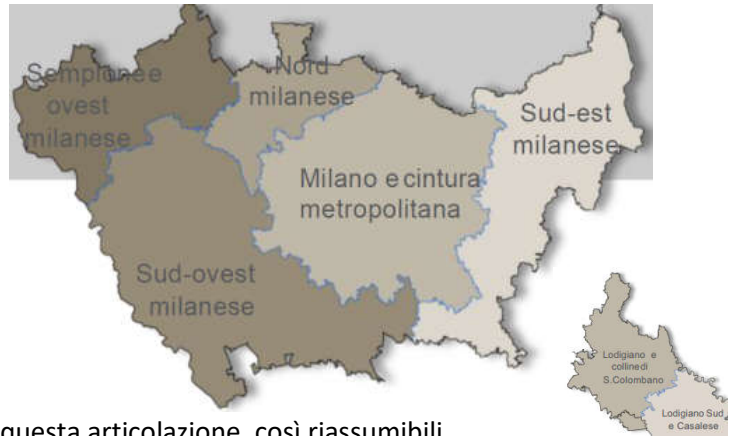 Sempione e
ovest
milanese
Nord
milanese
Sud-est
milanese
Milano e cintura
metropolitana
Sud-ovest
milanese
Lodigiano e
colline di
S.Colombano
Lodigiano Sud
e Casalese
questa articolazione, così riassumibili